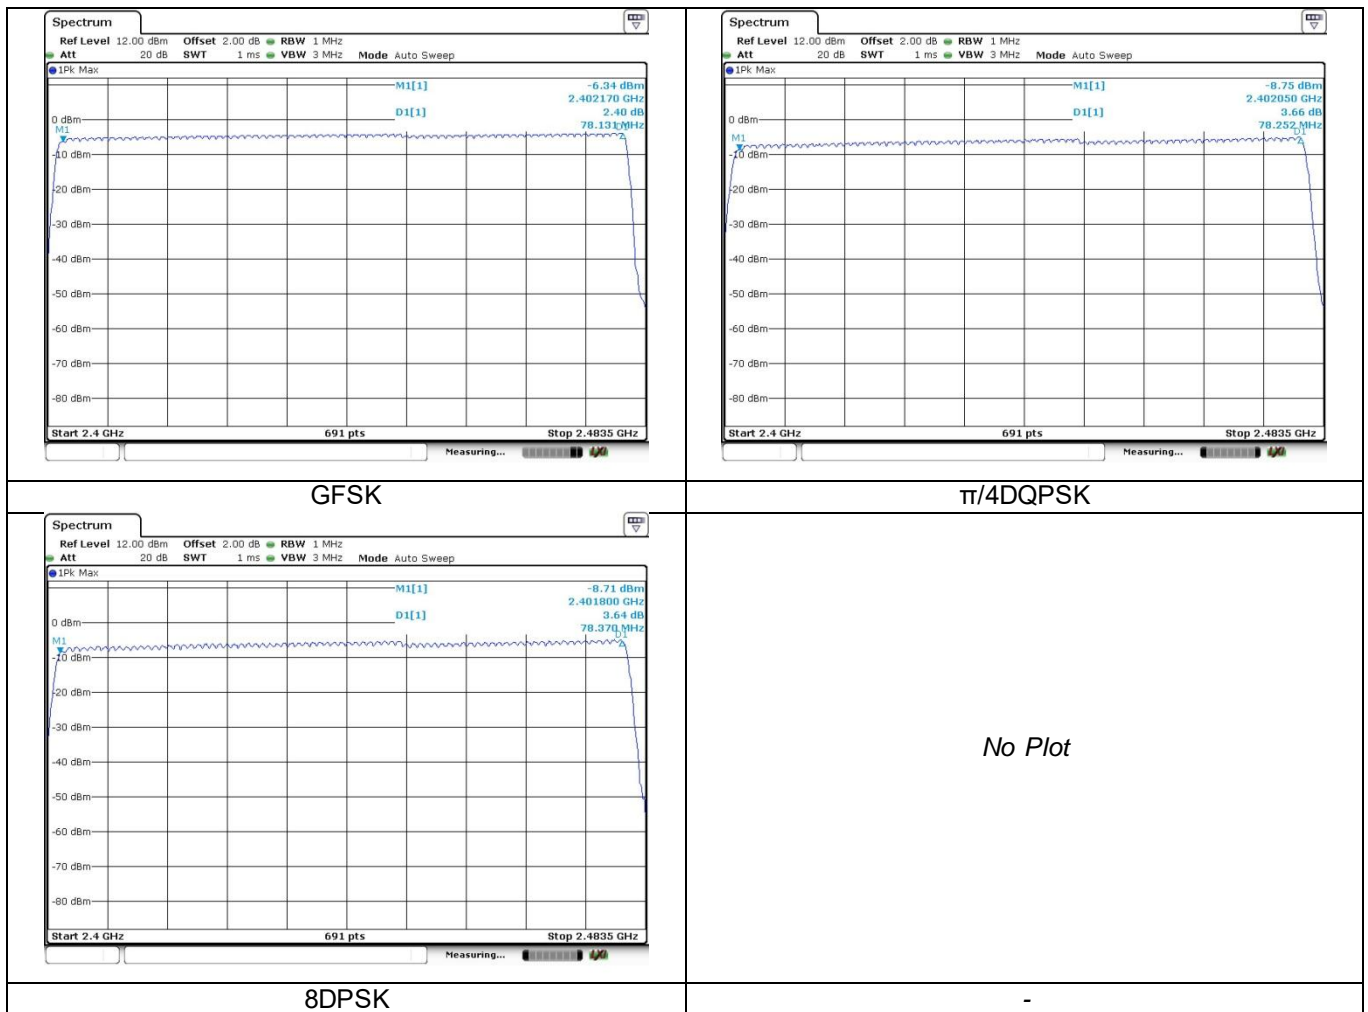 Spectrum
Ref Level 12.00 dBm Offset 2.00 dB RBW 1 MHz
Att 20 dB SWT 1 ms VBW 3 MHz Mode Auto Sweep
1Pk Max
M1[1] -6.34 dBm
2.402170 GHz
D1[1] 2.40 dB
78.131 MHz
0 dBm
M1
D1
-10 dBm
-20 dBm
-30 dBm
-40 dBm
-50 dBm
-60 dBm
-70 dBm
-80 dBm
Start 2.4 GHz 691 pts Stop 2.4835 GHz
Measuring...
GFSK
Spectrum
Ref Level 12.00 dBm Offset 2.00 dB RBW 1 MHz
Att 20 dB SWT 1 ms VBW 3 MHz Mode Auto Sweep
1Pk Max
M1[1] -8.75 dBm
2.402050 GHz
D1[1] 3.66 dB
78.252 MHz
0 dBm
M1
D1
-10 dBm
-20 dBm
-30 dBm
-40 dBm
-50 dBm
-60 dBm
-70 dBm
-80 dBm
Start 2.4 GHz 691 pts Stop 2.4835 GHz
Measuring...
π/4DQPSK
Spectrum
Ref Level 12.00 dBm Offset 2.00 dB RBW 1 MHz
Att 20 dB SWT 1 ms VBW 3 MHz Mode Auto Sweep
1Pk Max
M1[1] -8.71 dBm
2.401800 GHz
D1[1] 3.64 dB
78.370 MHz
0 dBm
M1
D1
-10 dBm
-20 dBm
-30 dBm
-40 dBm
-50 dBm
-60 dBm
-70 dBm
-80 dBm
Start 2.4 GHz 691 pts Stop 2.4835 GHz
Measuring...
8DPSK
No Plot
-